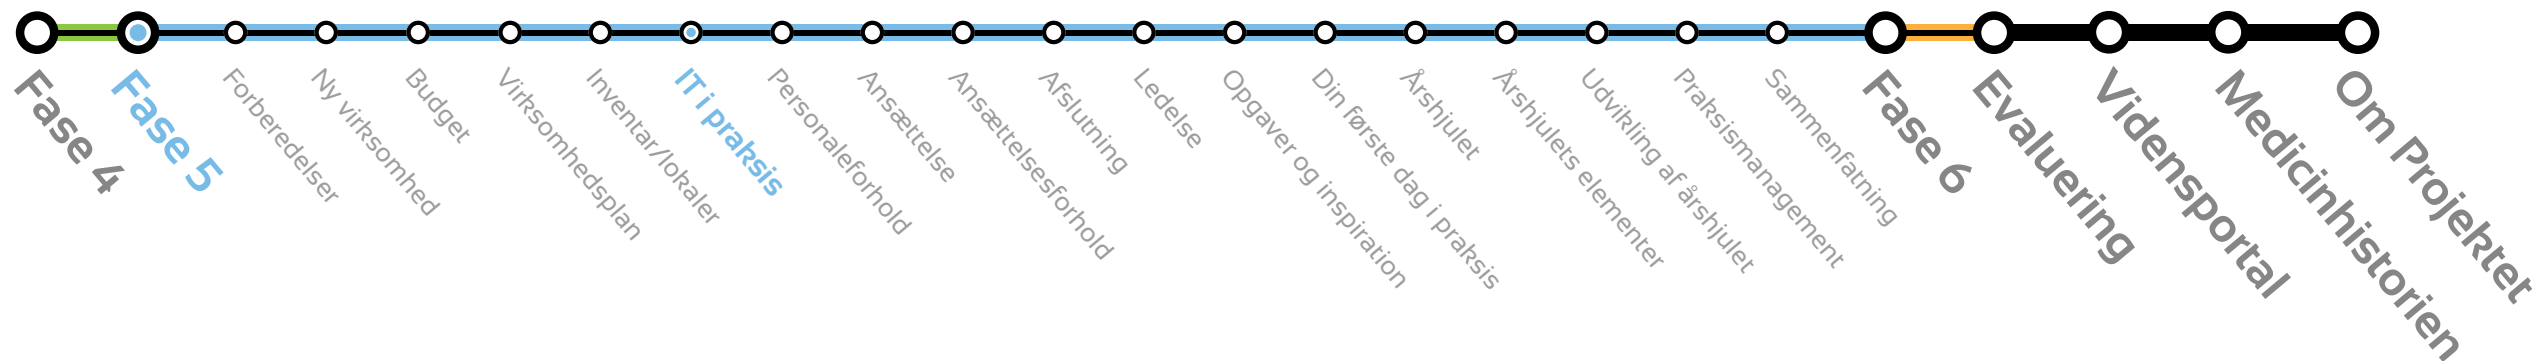 Fase 4
Fase 5
Forberedelser
Ny virksomhed
Budget
Virksomhedsplan
Inventar/lokaler
IT i praksis
Personaleforhold
Ansættelse
Ansættelsesforhold
Afslutning
Ledelse
Opgaver og inspiration
Din første dag i praksis
Årshjulet
Årshjulets elementer
Udvikling af årshjulet
Praksismanagement
Sammenfatning
Fase 6
Evaluering
Vidensportal
Medicinhistorien
Om Projektet